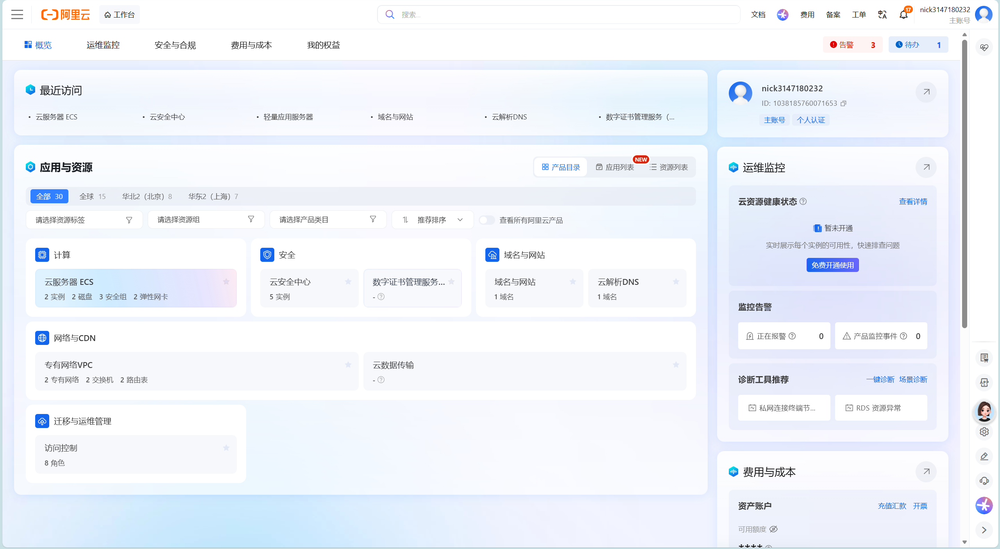 阿里云
工作台
搜索...
文档
费用
备案
工单
17
nick3147180232
主账号
概览
运维监控
安全与合规
费用与成本
我的权益
告警 3
待办 1
最近访问
• 云服务器 ECS
• 云安全中心
• 轻量应用服务器
• 域名与网站
• 云解析DNS
• 数字证书管理服务（...
nick3147180232
ID: 1038185760071653
主账号
个人认证
应用与资源
产品目录
应用列表
NEW
资源列表
全部 30
全球 15
华北2（北京）8
华东2（上海）7
请选择资源标签
请选择资源组
请选择产品类目
推荐排序
查看所有阿里云产品
计算
云服务器 ECS
2 实例 2 磁盘 3 安全组 2 弹性网卡
安全
云安全中心
5 实例
数字证书管理服务...
-
域名与网站
域名与网站
1 域名
云解析DNS
1 域名
网络与CDN
专有网络VPC
2 专有网络 2 交换机 2 路由表
云数据传输
-
迁移与运维管理
访问控制
8 角色
运维监控
云资源健康状态
查看详情
暂未开通
实时展示每个实例的可用性，快速排查问题
免费开通使用
监控告警
正在报警 0
产品监控事件 0
诊断工具推荐
一键诊断 场景诊断
私网连接终端节...
RDS 资源异常
费用与成本
资产账户
充值汇款 开票
可用额度
****
APP